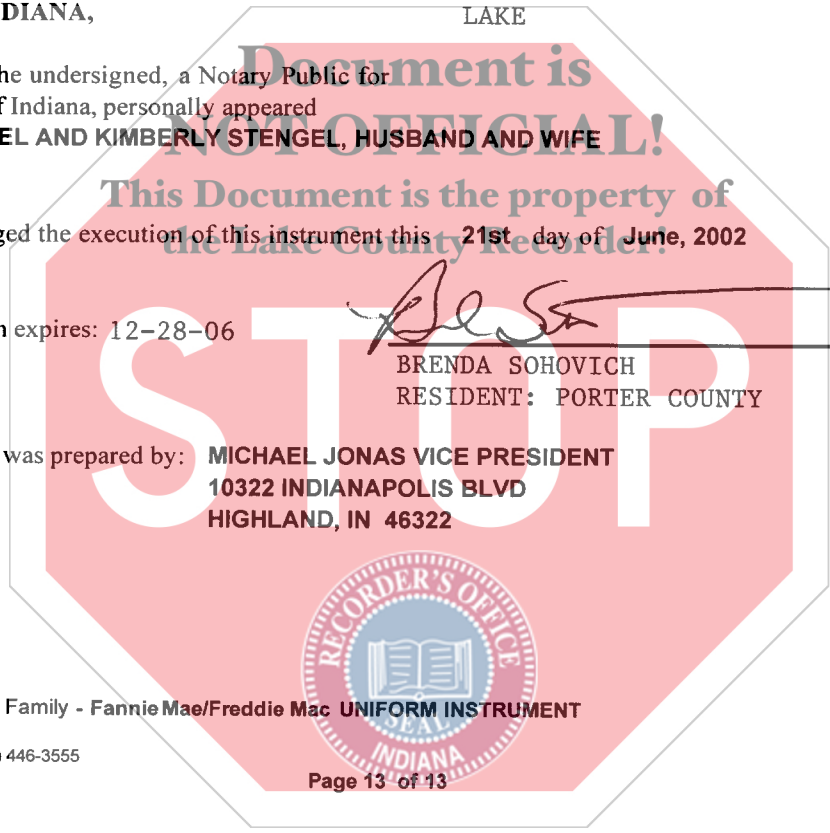 DIANA, LAKE
Document is
he undersigned, a Notary Public for
f Indiana, personally appeared
EL AND KIMBERLY STENGEL, HUSBAND AND WIFE
NOT OFFICIAL!
This Document is the property of
ged the execution of this instrument this 21st day of June, 2002
the Lake County Recorder!
STOP
n expires: 12-28-06
BRENDA SOHOVICH
RESIDENT: PORTER COUNTY
was prepared by: MICHAEL JONAS VICE PRESIDENT
10322 INDIANAPOLIS BLVD
HIGHLAND, IN 46322
RECORDER'S OFFICE
SEAL
INDIANA
Family - Fannie Mae/Freddie Mac UNIFORM INSTRUMENT
446-3555
Page 13 of 13